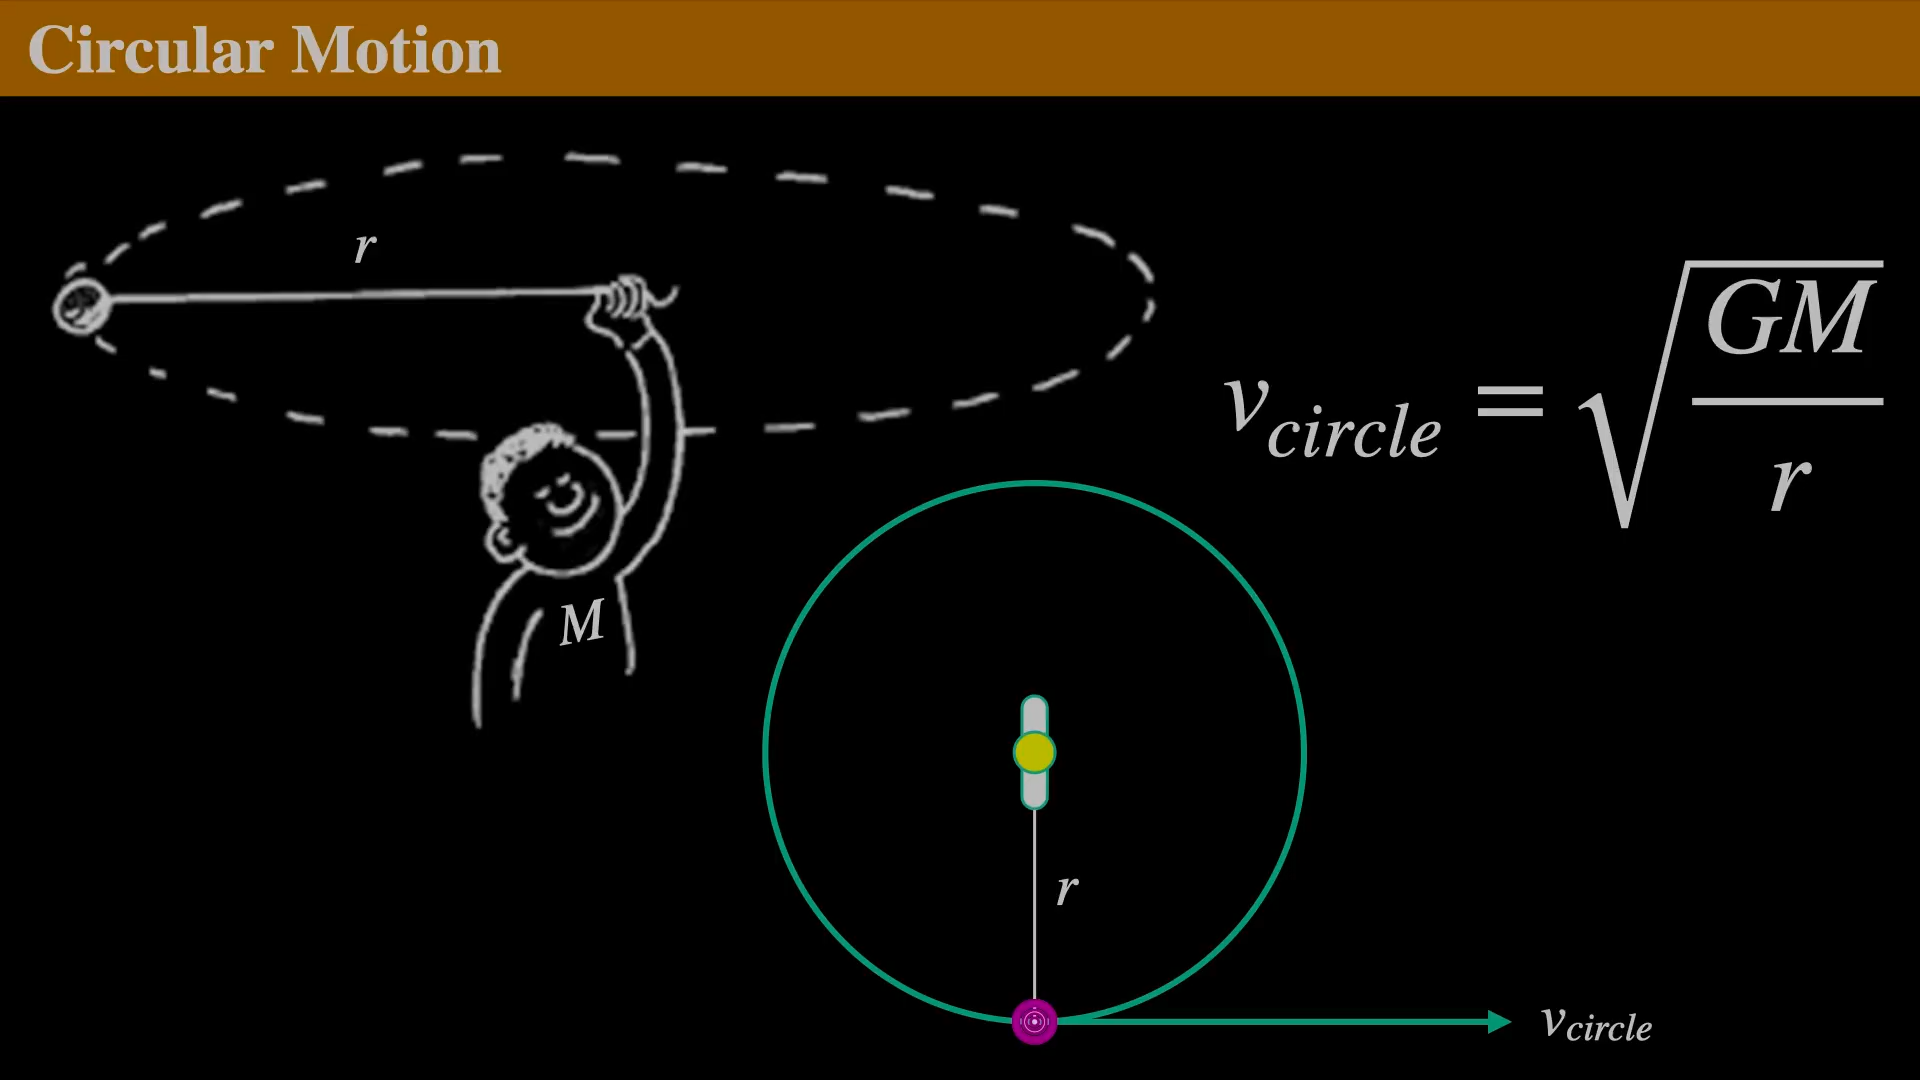 Circular Motion
r
v_circle = √(GM/r)
M
r
v_circle